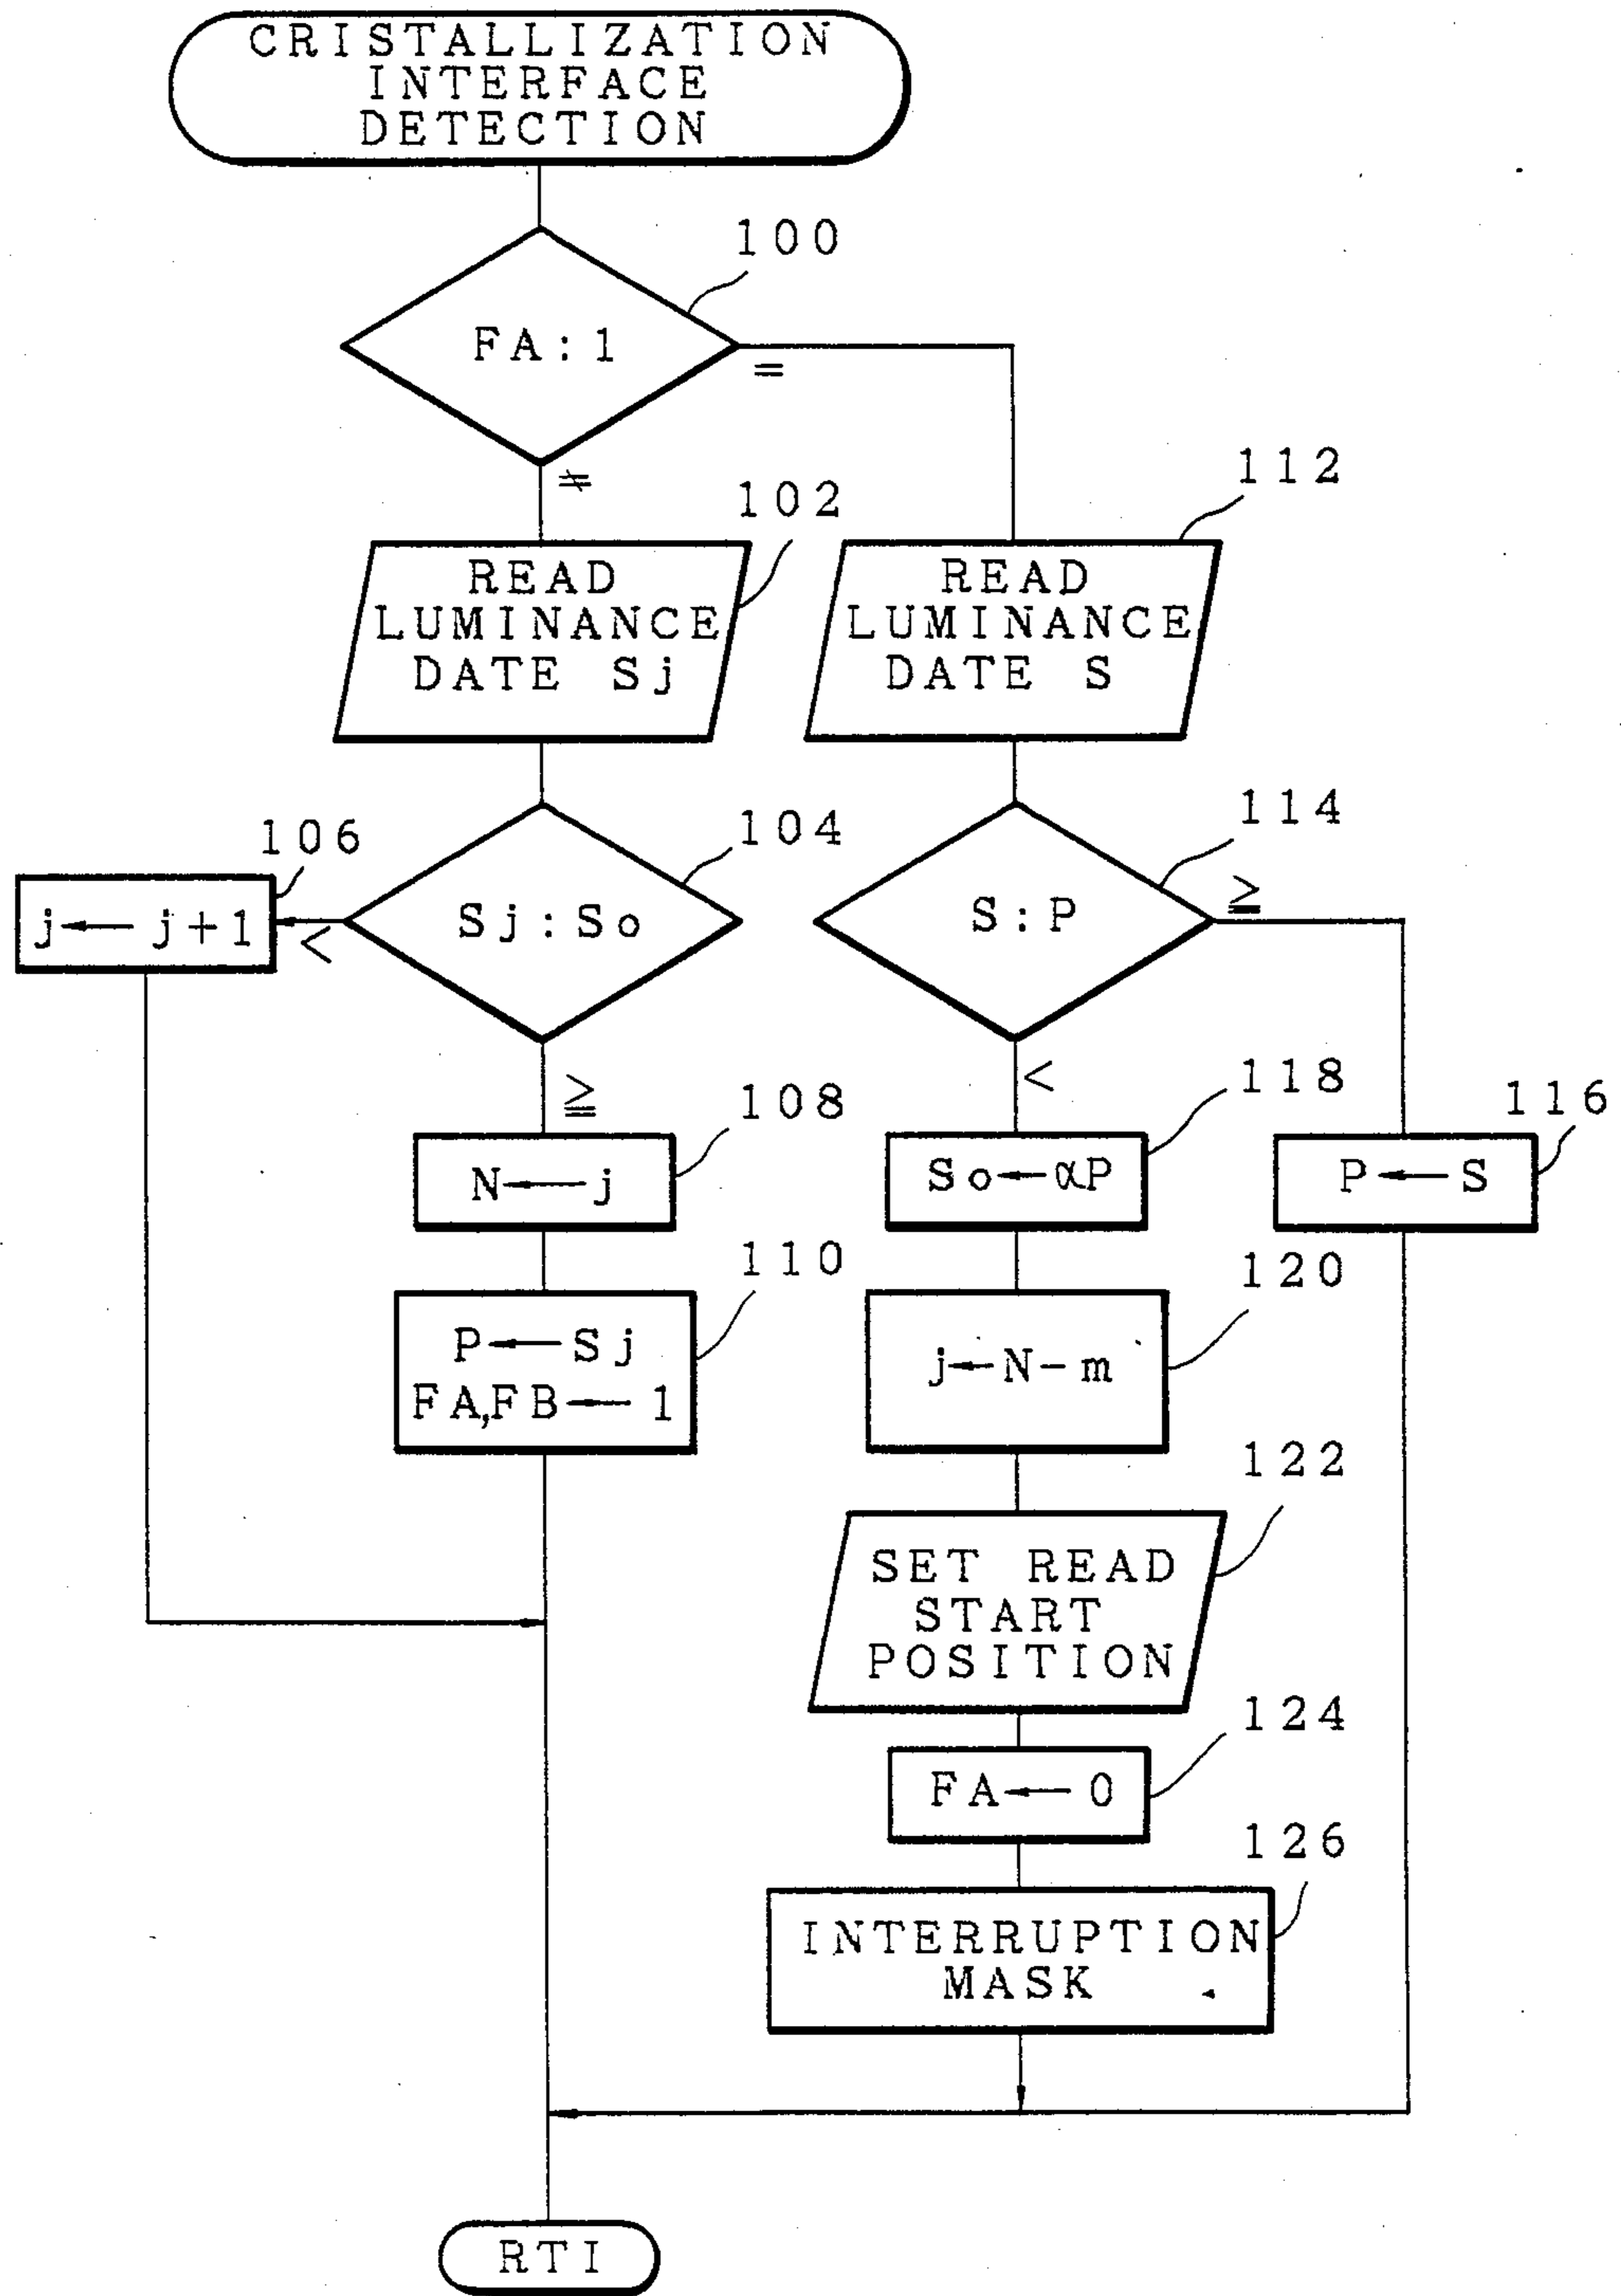 CRISTALLIZATION
INTERFACE
DETECTION
100
FA:1
=
≠
102
READ
LUMINANCE
DATE Sj
112
READ
LUMINANCE
DATE S
104
Sj:So
<
≧
106
j←j+1
114
S:P
≧
<
108
N←j
118
So←αP
116
P←S
110
P←Sj
FA,FB←1
120
j←N-m
122
SET READ
START
POSITION
124
FA←0
126
INTERRUPTION
MASK
RTI